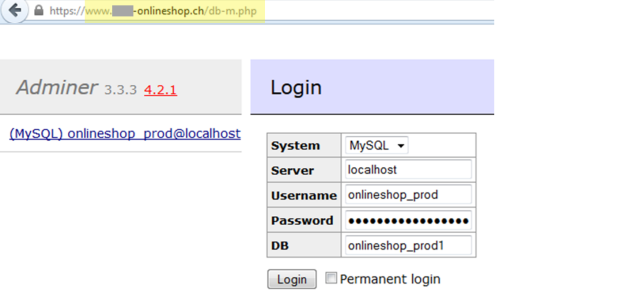 https://www. -onlineshop.ch/db-m.php
Adminer 3.3.3 4.2.1
(MySQL) onlineshop_prod@localhost
Login
System MySQL
Server localhost
Username onlineshop_prod
Password •••••••••••••••••
DB onlineshop_prod1
Login Permanent login